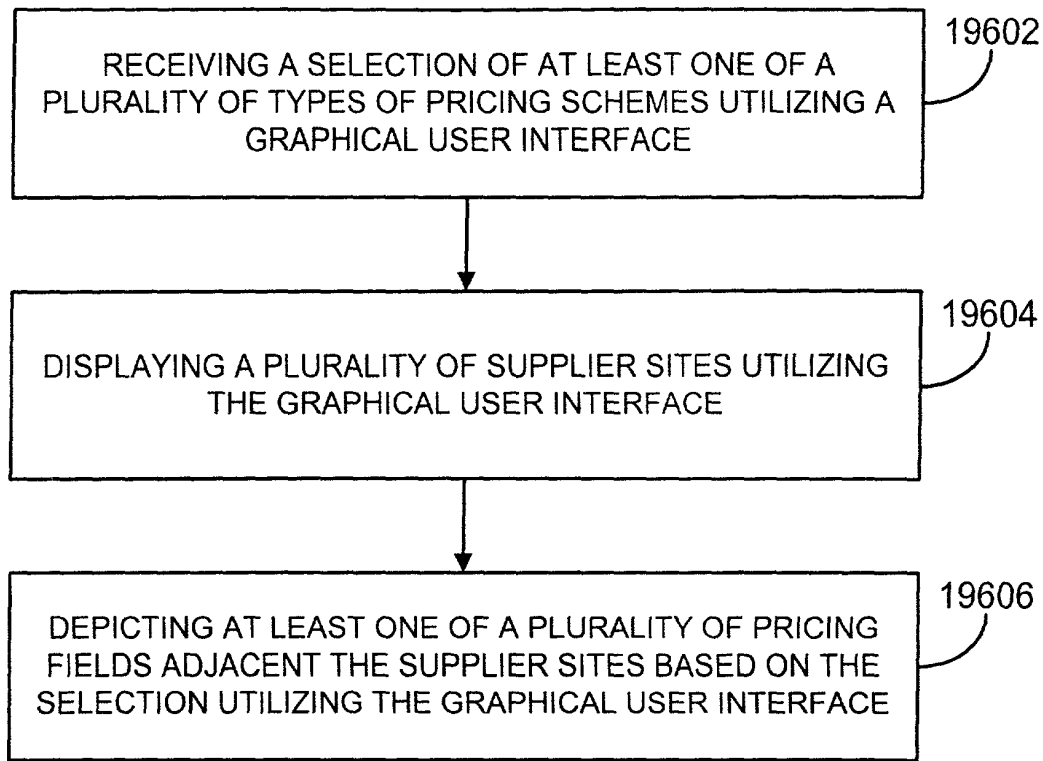 RECEIVING A SELECTION OF AT LEAST ONE OF A
PLURALITY OF TYPES OF PRICING SCHEMES UTILIZING A
GRAPHICAL USER INTERFACE
19602
DISPLAYING A PLURALITY OF SUPPLIER SITES UTILIZING
THE GRAPHICAL USER INTERFACE
19604
DEPICTING AT LEAST ONE OF A PLURALITY OF PRICING
FIELDS ADJACENT THE SUPPLIER SITES BASED ON THE
SELECTION UTILIZING THE GRAPHICAL USER INTERFACE
19606